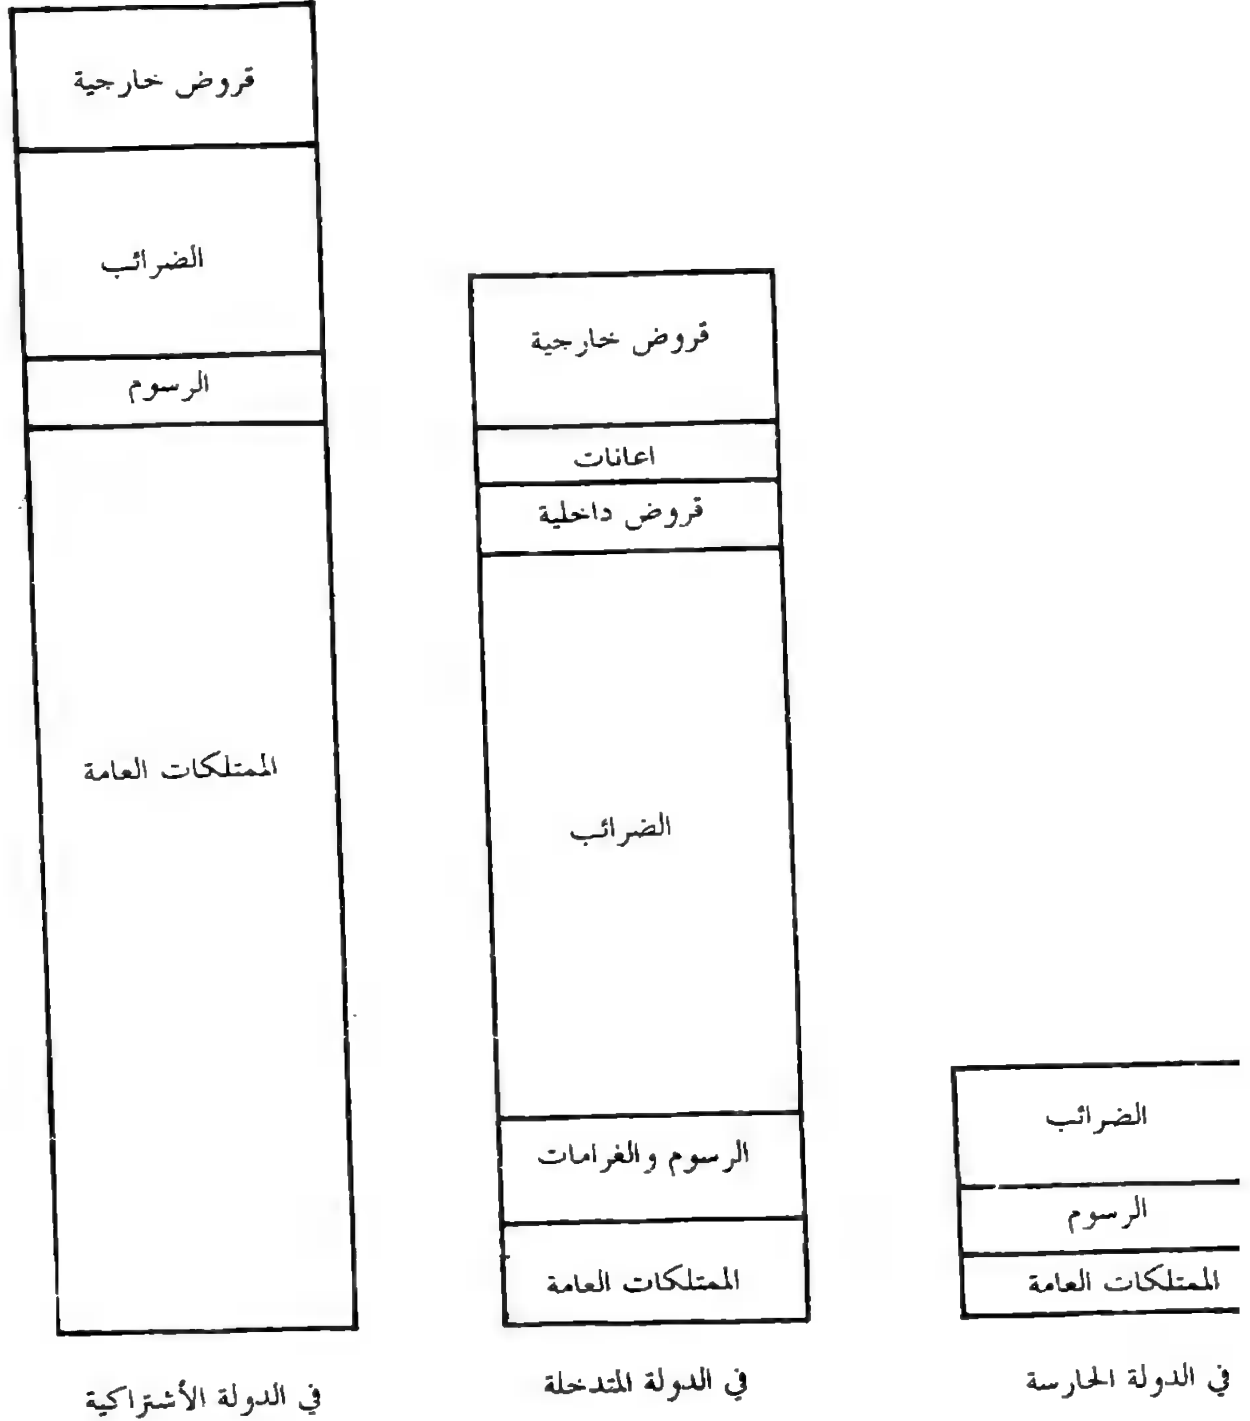 الضرائب
الرسوم
الممتلكات العامة
في الدولة الحارسة
قروض خارجية
اعانات
قروض داخلية
الضرائب
الرسوم والغرامات
الممتلكات العامة
في الدولة المتدخلة
قروض خارجية
الضرائب
الرسوم
الممتلكات العامة
في الدولة الأشتراكية